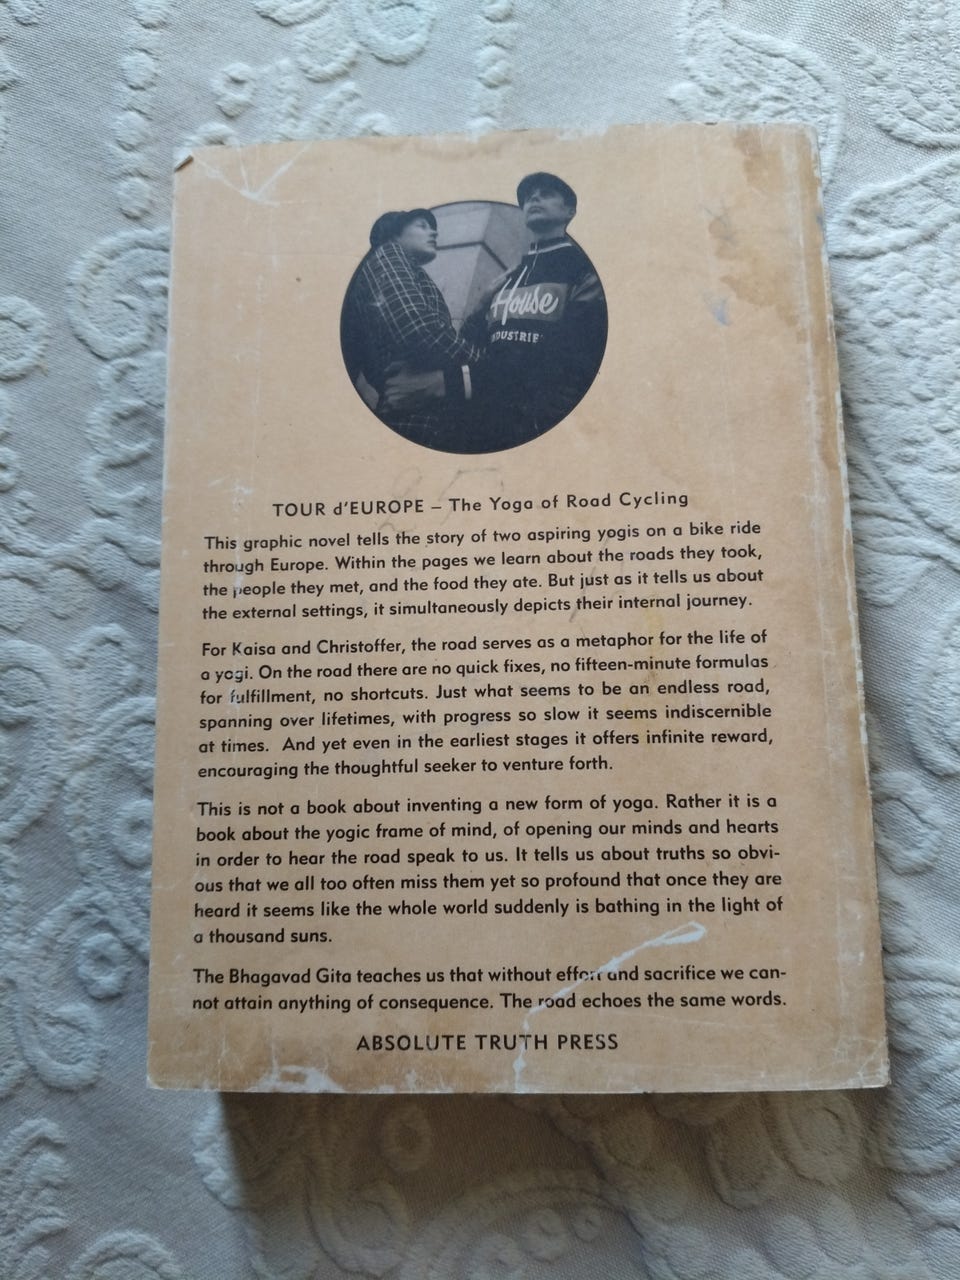 House
INDUSTRIE
25
TOUR d'EUROPE – The Yoga of Road Cycling
This graphic novel tells the story of two aspiring yogis on a bike ride
through Europe. Within the pages we learn about the roads they took,
the people they met, and the food they ate. But just as it tells us about
the external settings, it simultaneously depicts their internal journey.
For Kaisa and Christoffer, the road serves as a metaphor for the life of
a yogi. On the road there are no quick fixes, no fifteen-minute formulas
for fulfillment, no shortcuts. Just what seems to be an endless road,
spanning over lifetimes, with progress so slow it seems indiscernible
at times. And yet even in the earliest stages it offers infinite reward,
encouraging the thoughtful seeker to venture forth.
This is not a book about inventing a new form of yoga. Rather it is a
book about the yogic frame of mind, of opening our minds and hearts
in order to hear the road speak to us. It tells us about truths so obvi-
ous that we all too often miss them yet so profound that once they are
heard it seems like the whole world suddenly is bathing in the light of
a thousand suns.
The Bhagavad Gita teaches us that without effort and sacrifice we can-
not attain anything of consequence. The road echoes the same words.
ABSOLUTE TRUTH PRESS